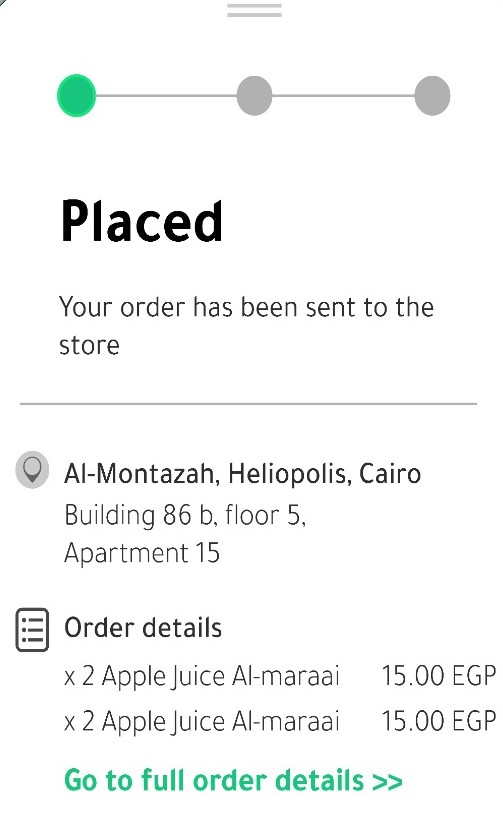 Placed
Your order has been sent to the
store
Al-Montazah, Heliopolis, Cairo
Building 86 b, floor 5,
Apartment 15
Order details
x 2 Apple Juice Al-maraai 15.00 EGP
x 2 Apple Juice Al-maraai 15.00 EGP
Go to full order details >>